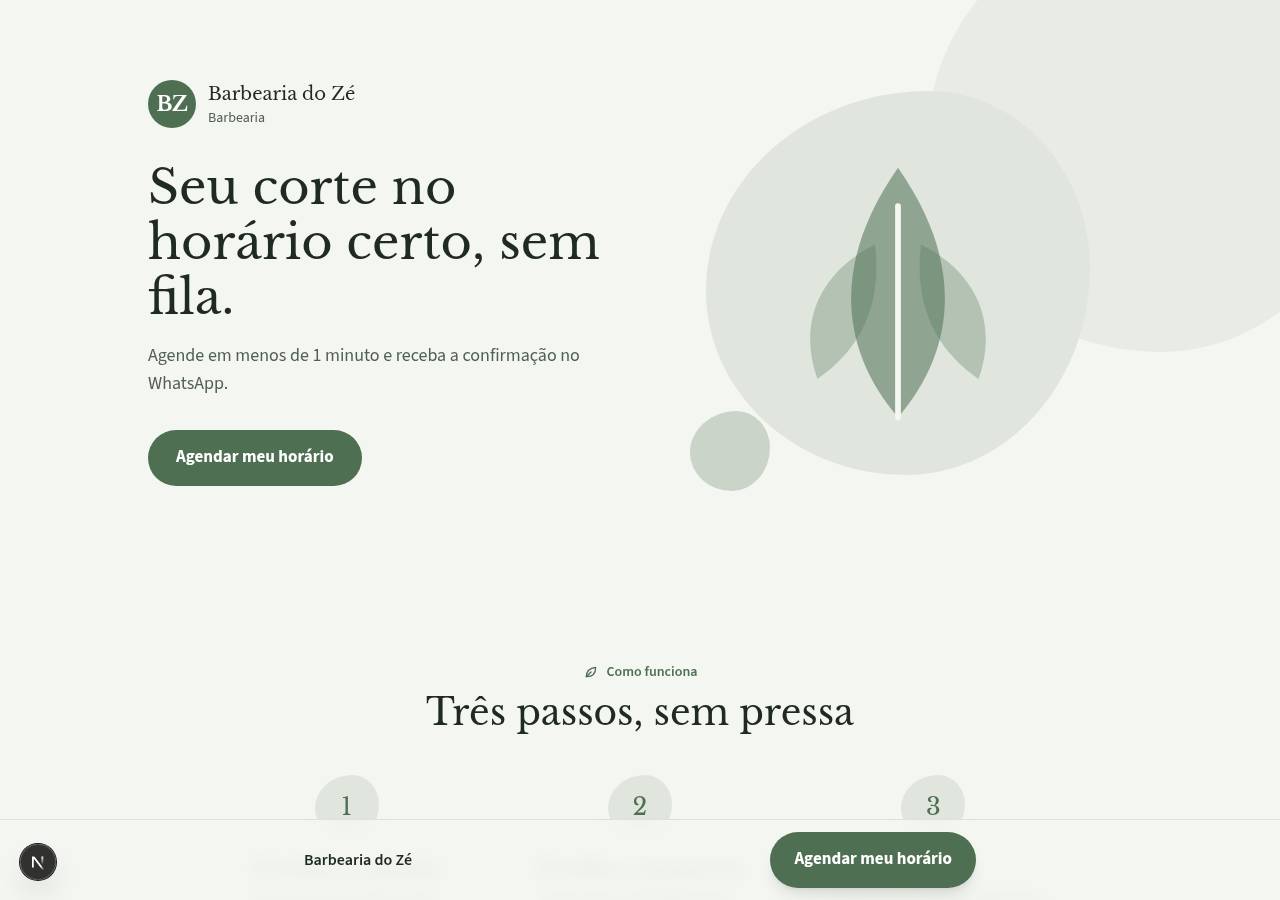 BZ
Barbearia do Zé
Barbearia
Seu corte no
horário certo, sem
fila.
Agende em menos de 1 minuto e receba a confirmação no
WhatsApp.
Agendar meu horário
Como funciona
Três passos, sem pressa
1
2
3
N
Barbearia do Zé
Agendar meu horário